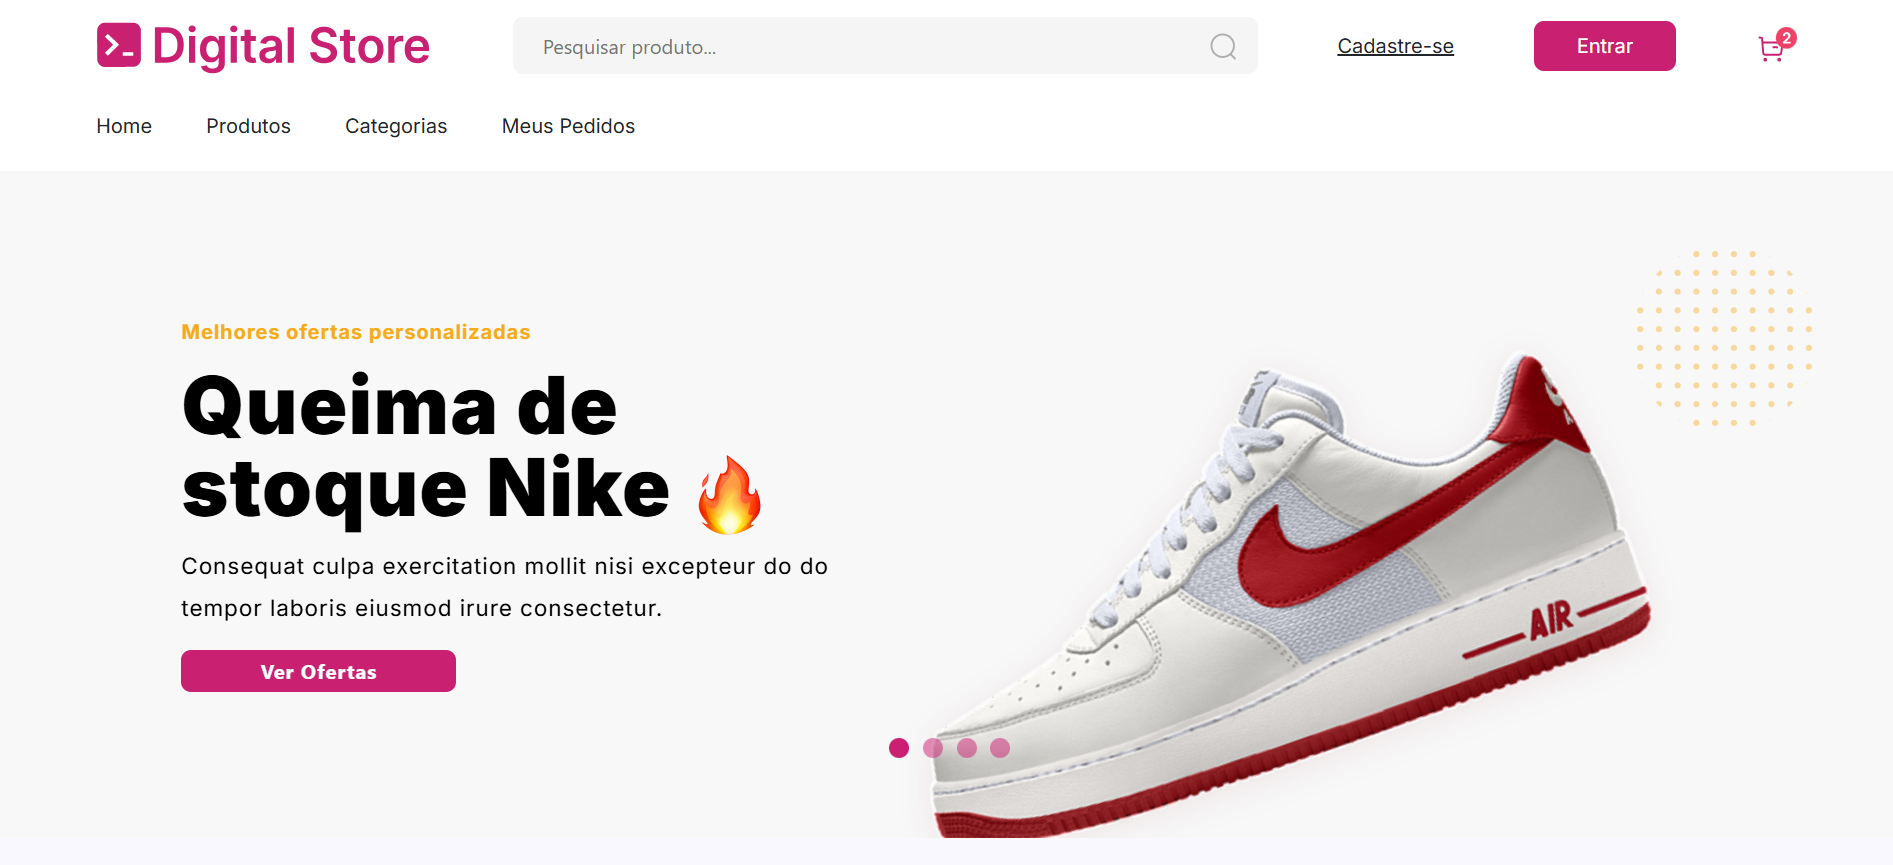 Digital Store
Pesquisar produto...
Cadastre-se
Entrar
2
Home
Produtos
Categorias
Meus Pedidos
Melhores ofertas personalizadas
Queima de
stoque Nike 🔥
Consequat culpa exercitation mollit nisi excepteur do do
tempor laboris eiusmod irure consectetur.
Ver Ofertas
AIR